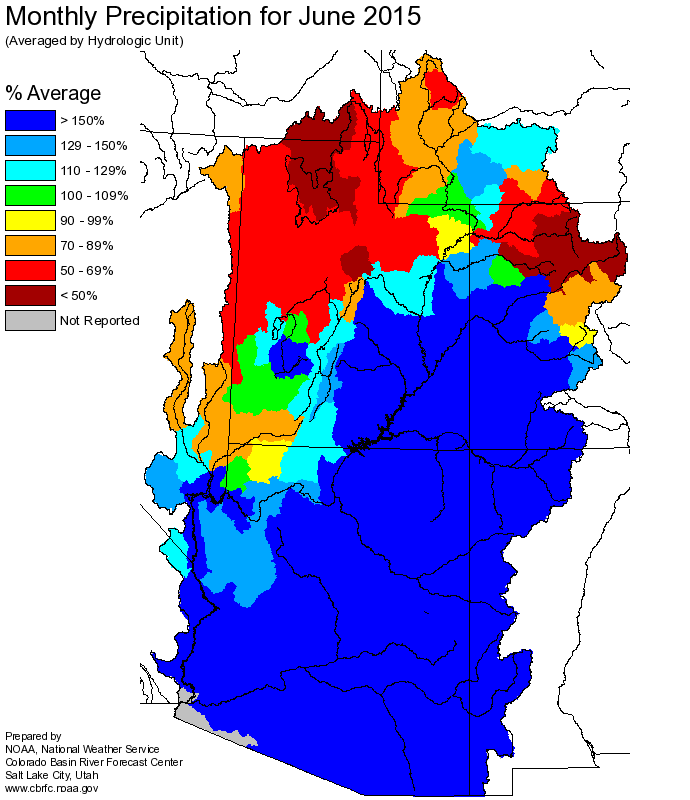 Monthly Precipitation for June 2015
(Averaged by Hydrologic Unit)
% Average
> 150%
129 - 150%
110 - 129%
100 - 109%
90 - 99%
70 - 89%
50 - 69%
< 50%
Not Reported
Prepared by
NOAA, National Weather Service
Colorado Basin River Forecast Center
Salt Lake City, Utah
www.cbrfc.noaa.gov